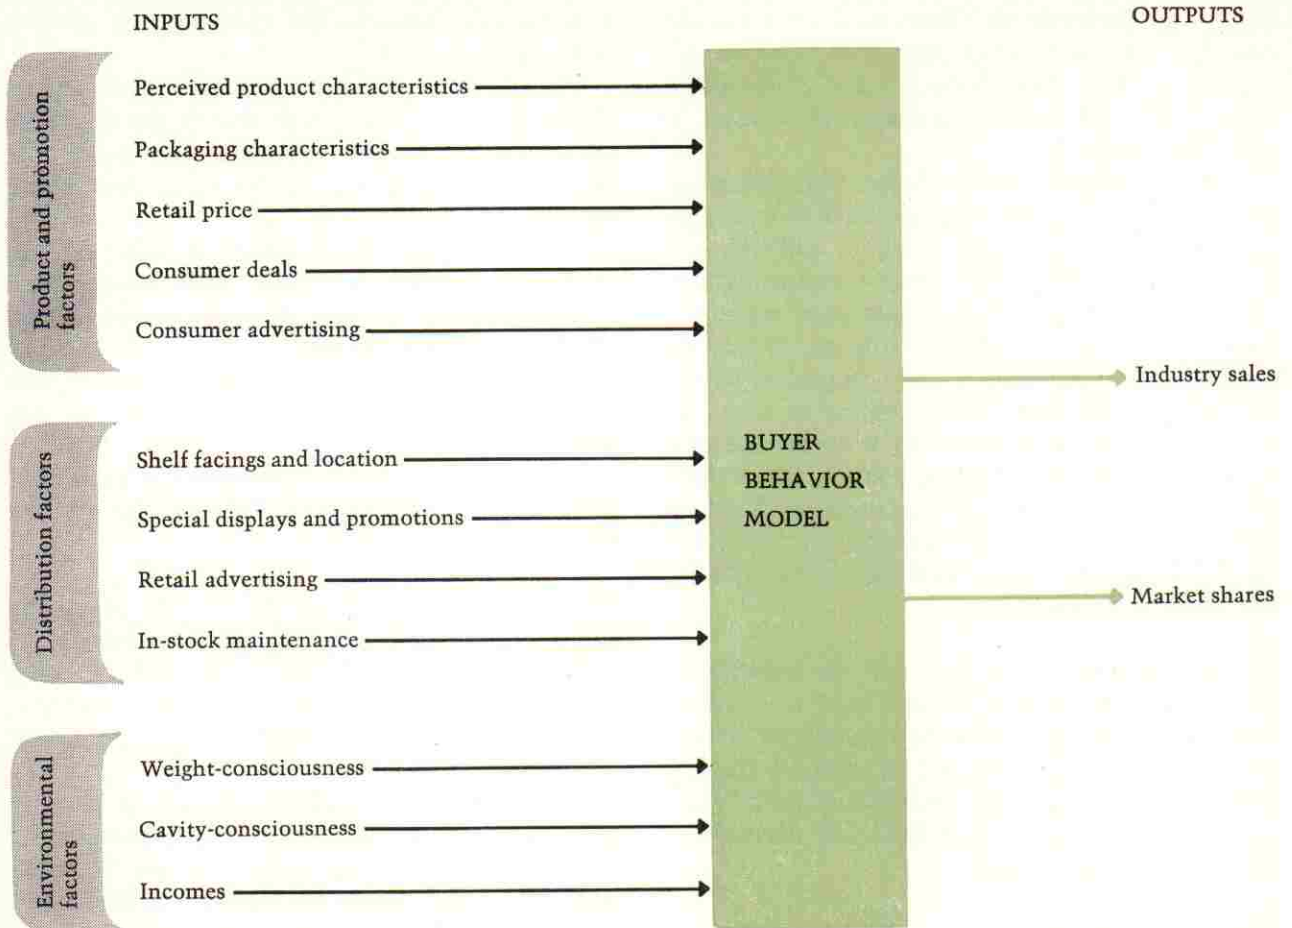 INPUTS
OUTPUTS
Product and promotion
factors
Perceived product characteristics
Packaging characteristics
Retail price
Consumer deals
Consumer advertising
Industry sales
Distribution factors
Shelf facings and location
Special displays and promotions
Retail advertising
In-stock maintenance
BUYER
BEHAVIOR
MODEL
Market shares
Environmental
factors
Weight-consciousness
Cavity-consciousness
Incomes